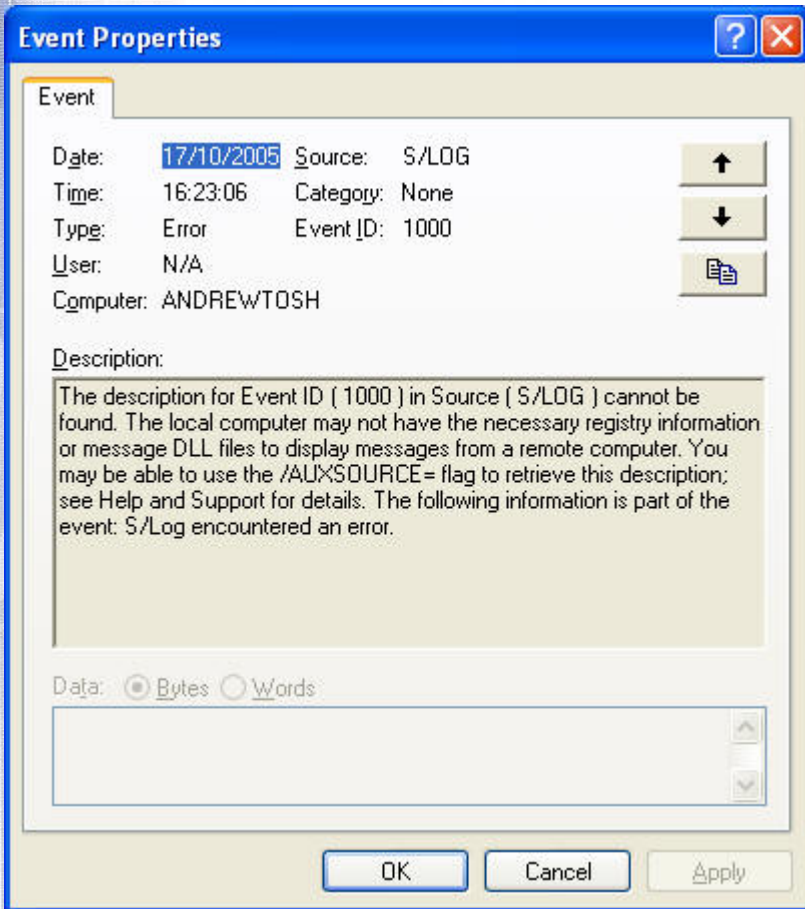 Event Properties
Event
Date: 17/10/2005 Source: S/LOG
Time: 16:23:06 Category: None
Type: Error Event ID: 1000
User: N/A
Computer: ANDREWTOSH
Description:
The description for Event ID ( 1000 ) in Source ( S/LOG ) cannot be
found. The local computer may not have the necessary registry information
or message DLL files to display messages from a remote computer. You
may be able to use the /AUXSOURCE= flag to retrieve this description;
see Help and Support for details. The following information is part of the
event: S/Log encountered an error.
Data: Bytes Words
OK Cancel Apply